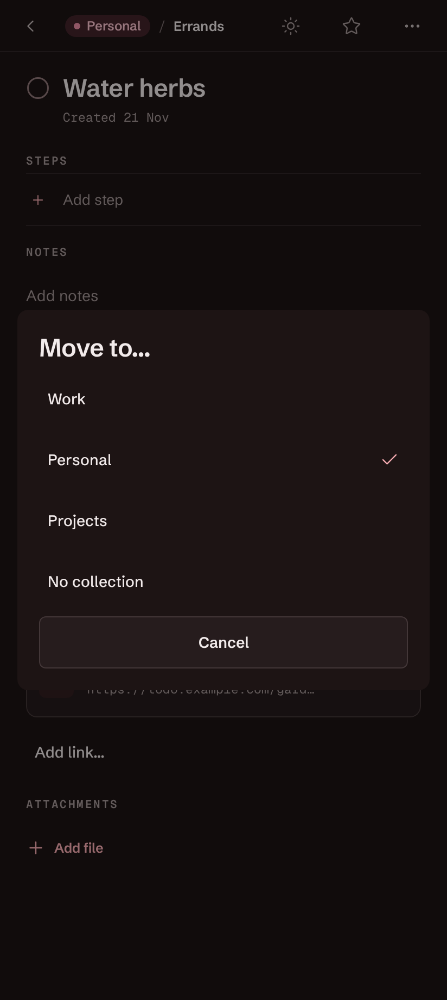 Personal / Errands
Water herbs
Created 21 Nov
STEPS
Add step
NOTES
Add notes
Move to...
Work
Personal
Projects
No collection
Cancel
Add link...
ATTACHMENTS
Add file